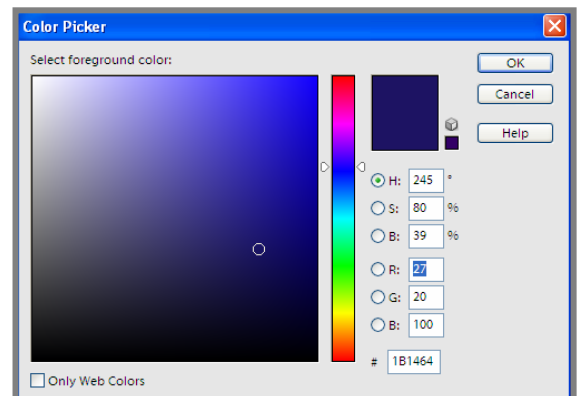 Color Picker
Select foreground color:
OK
Cancel
Help
H: 245 °
S: 80 %
B: 39 %
R: 27
G: 20
B: 100
# 1B1464
Only Web Colors